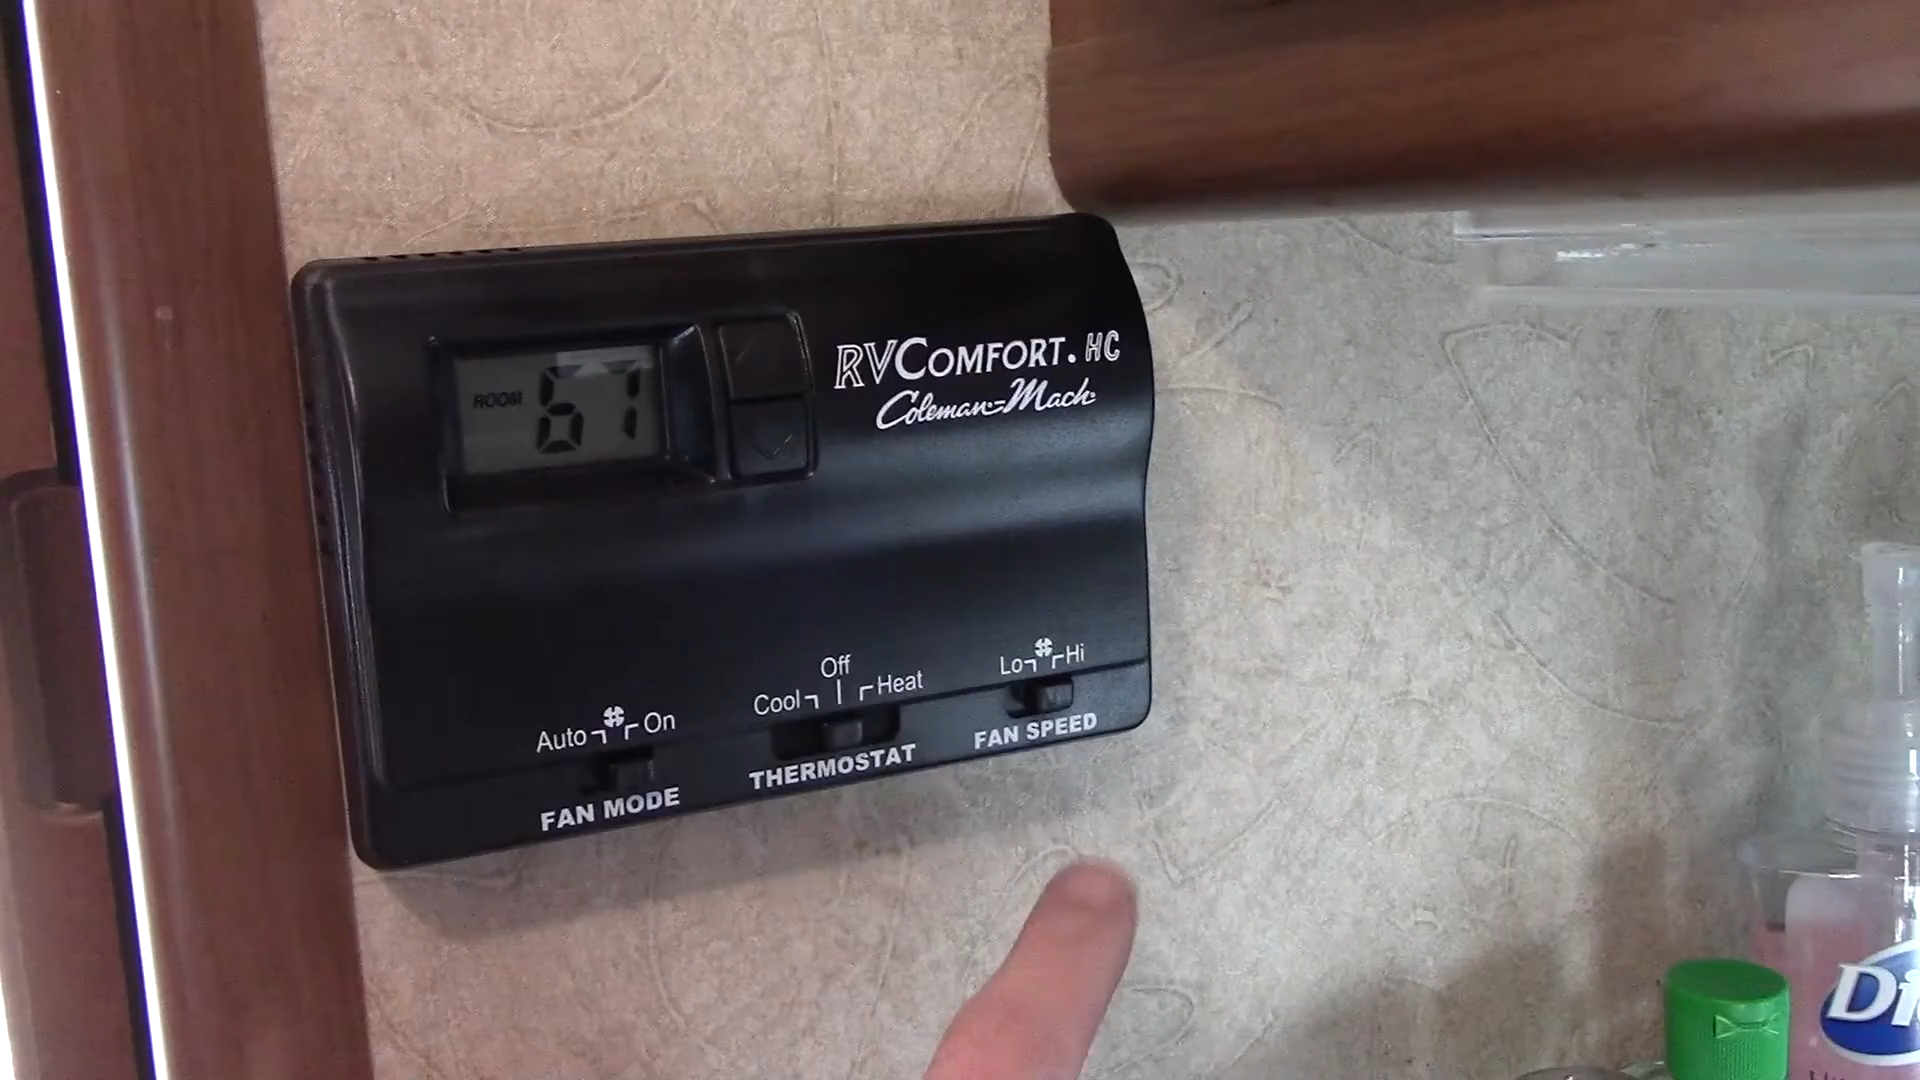 ROOM 67
RVCOMFORT. HC
Coleman-Mach
Auto On
FAN MODE
Off
Cool Heat
THERMOSTAT
Lo Hi
FAN SPEED